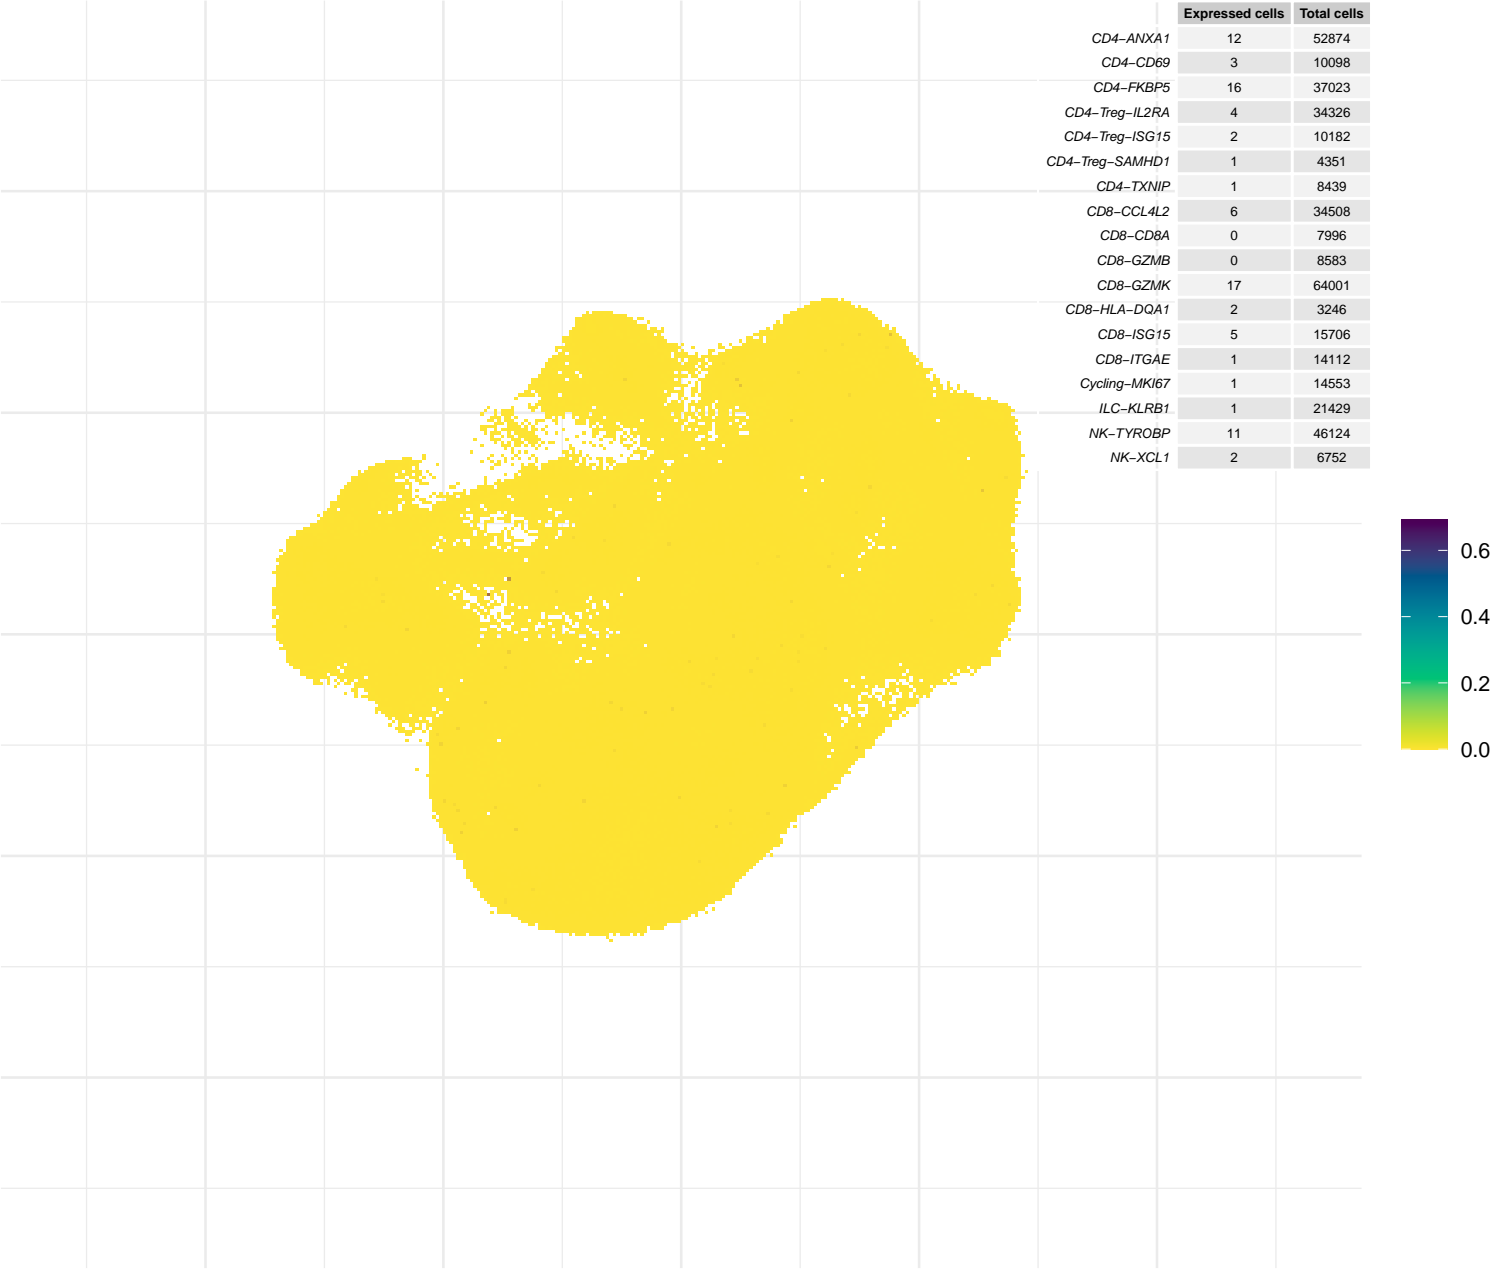 Expressed cells Total cells
CD4−ANXA1 12 52874
CD4−CD69 3 10098
CD4−FKBP5 16 37023
CD4−Treg−IL2RA 4 34326
CD4−Treg−ISG15 2 10182
CD4−Treg−SAMHD1 1 4351
CD4−TXNIP 1 8439
CD8−CCL4L2 6 34508
CD8−CD8A 0 7996
CD8−GZMB 0 8583
CD8−GZMK 17 64001
CD8−HLA−DQA1 2 3246
CD8−ISG15 5 15706
CD8−ITGAE 1 14112
Cycling−MKI67 1 14553
ILC−KLRB1 1 21429
NK−TYROBP 11 46124
NK−XCL1 2 6752
0.6
0.4
0.2
0.0